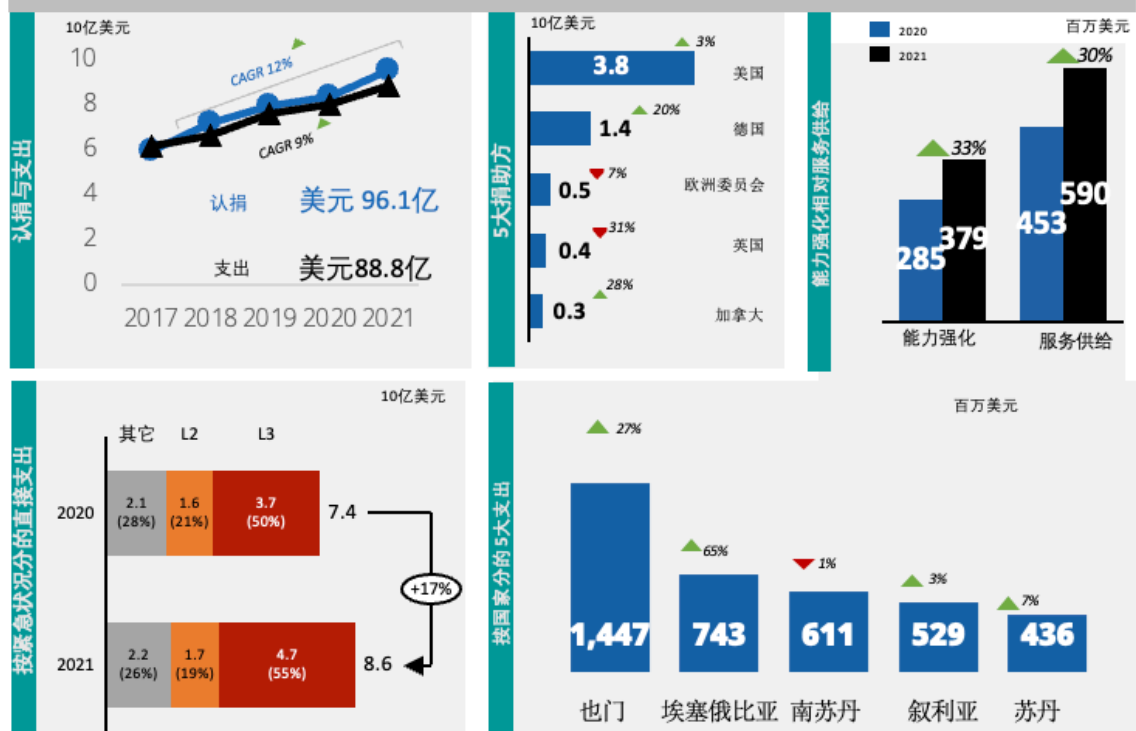 认捐与支出
10亿美元
10
8
6
4
2
0
CAGR 12%
CAGR 9%
认捐 美元 96.1亿
支出 美元88.8亿
2017 2018 2019 2020 2021
5大捐助方
10亿美元
3.8 3% 美国
1.4 20% 德国
0.5 7% 欧洲委员会
0.4 31% 英国
0.3 28% 加拿大
能力强化相对服务供给
2020
2021
百万美元
33%
30%
285 379 453 590
能力强化 服务供给
按紧急状况分的直接支出
10亿美元
其它 L2 L3
2020
2.1 1.6 3.7
(28%) (21%) (50%)
7.4
+17%
2021
2.2 1.7 4.7
(26%) (19%) (55%)
8.6
按国家分的5大支出
百万美元
27%
65%
1%
3%
7%
1,447 743 611 529 436
也门 埃塞俄比亚 南苏丹 叙利亚 苏丹